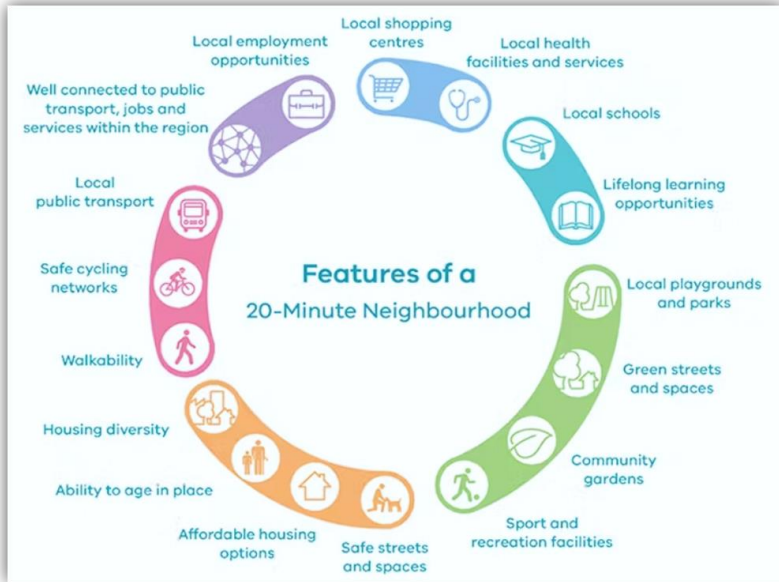 Features of a
20-Minute Neighbourhood
Local shopping
centres
Local health
facilities and services
Local schools
Lifelong learning
opportunities
Local playgrounds
and parks
Green streets
and spaces
Community
gardens
Sport and
recreation facilities
Safe streets
and spaces
Affordable housing
options
Ability to age in place
Housing diversity
Walkability
Safe cycling
networks
Local
public transport
Well connected to public
transport, jobs and
services within the region
Local employment
opportunities